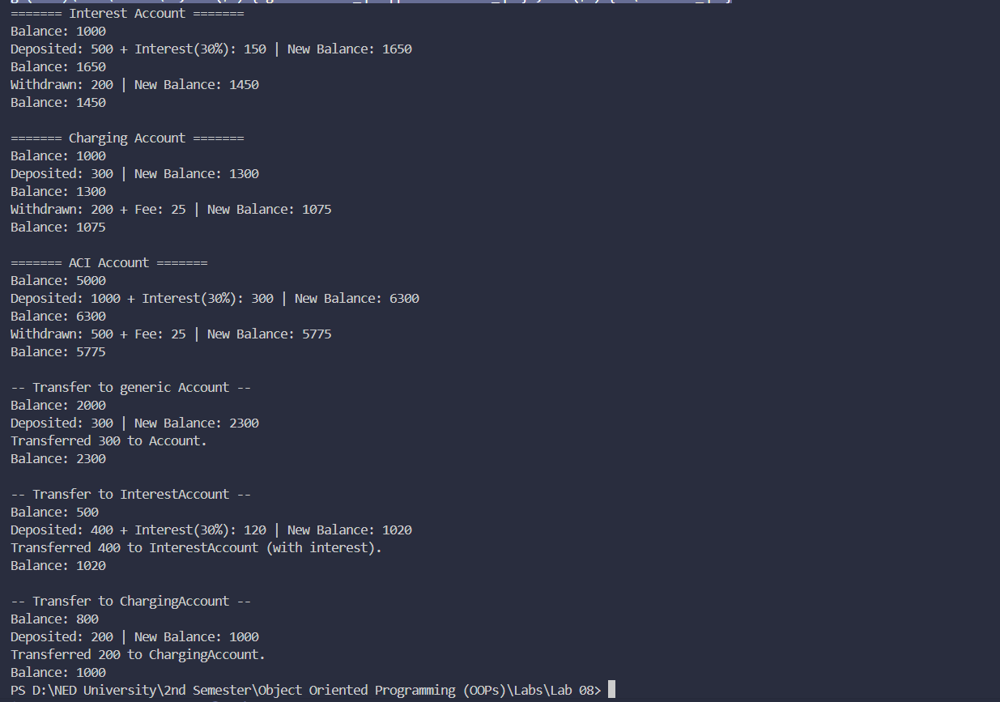 ======= Interest Account =======
Balance: 1000
Deposited: 500 + Interest(30%): 150 | New Balance: 1650
Balance: 1650
Withdrawn: 200 | New Balance: 1450
Balance: 1450
======= Charging Account =======
Balance: 1000
Deposited: 300 | New Balance: 1300
Balance: 1300
Withdrawn: 200 + Fee: 25 | New Balance: 1075
Balance: 1075
======= ACI Account =======
Balance: 5000
Deposited: 1000 + Interest(30%): 300 | New Balance: 6300
Balance: 6300
Withdrawn: 500 + Fee: 25 | New Balance: 5775
Balance: 5775
-- Transfer to generic Account --
Balance: 2000
Deposited: 300 | New Balance: 2300
Transferred 300 to Account.
Balance: 2300
-- Transfer to InterestAccount --
Balance: 500
Deposited: 400 + Interest(30%): 120 | New Balance: 1020
Transferred 400 to InterestAccount (with interest).
Balance: 1020
-- Transfer to ChargingAccount --
Balance: 800
Deposited: 200 | New Balance: 1000
Transferred 200 to ChargingAccount.
Balance: 1000
PS D:\NED University\2nd Semester\Object Oriented Programming (OOPs)\Labs\Lab 08>